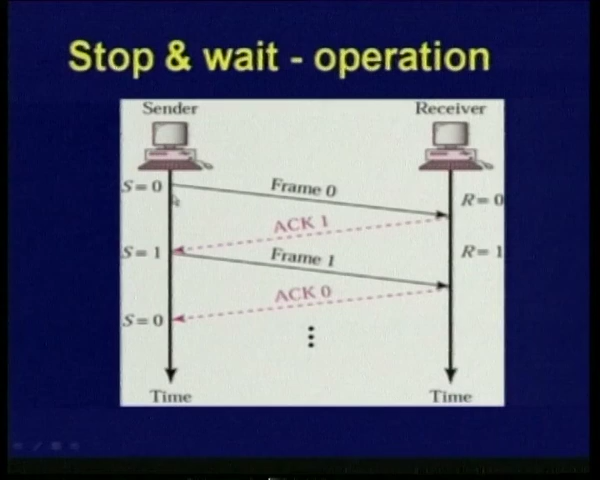 Stop & wait - operation
Sender
Receiver
S = 0
Frame 0
R = 0
ACK 1
S = 1
Frame 1
R = 1
ACK 0
S = 0
Time
Time